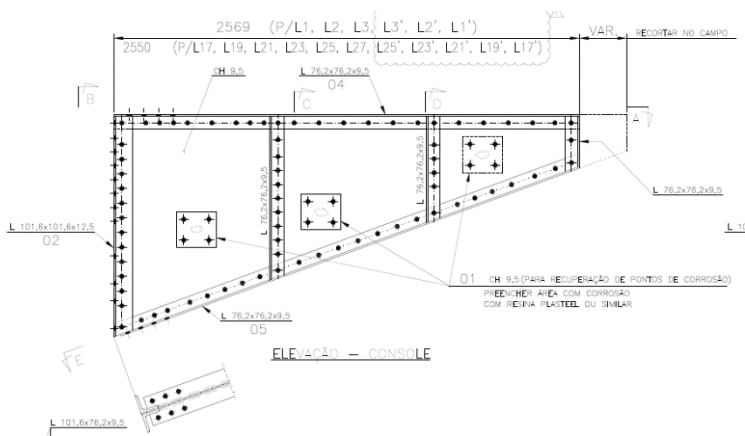 2569 (P/L1, L2, L3, L3', L2', L1')
VAR.
RECORTAR NO CAMPO
2550 (P/L17, L19, L21, L23, L25, L27, L25', L23', L21', L19', L17')
CH 9,5
L 76,2x76,2x9,5
04
B
C
D
A
L 76,2x76,2x9,5
L 76,2x76,2x9,5
L 76,2x76,2x9,5
L 101,6x101,6x12,5
02
L 10
01 CH 9,5 (PARA RECUPERAÇÃO DE PONTOS DE CORROSÃO)
PREENCHER ÁREA COM CORROSÃO
COM RESINA PLASTEEL OU SIMILAR
L 76,2x76,2x9,5
05
ELEVAÇÃO - CONSOLE
E
L 101,6x76,2x9,5